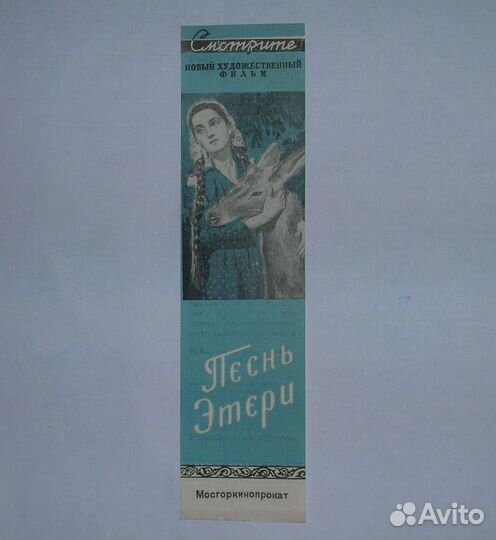 Смотрите!
НОВЫЙ ХУДОЖЕСТВЕННЫЙ
ФИЛЬМ
Песнь
Этери
Мосгоркинопрокат
Avito